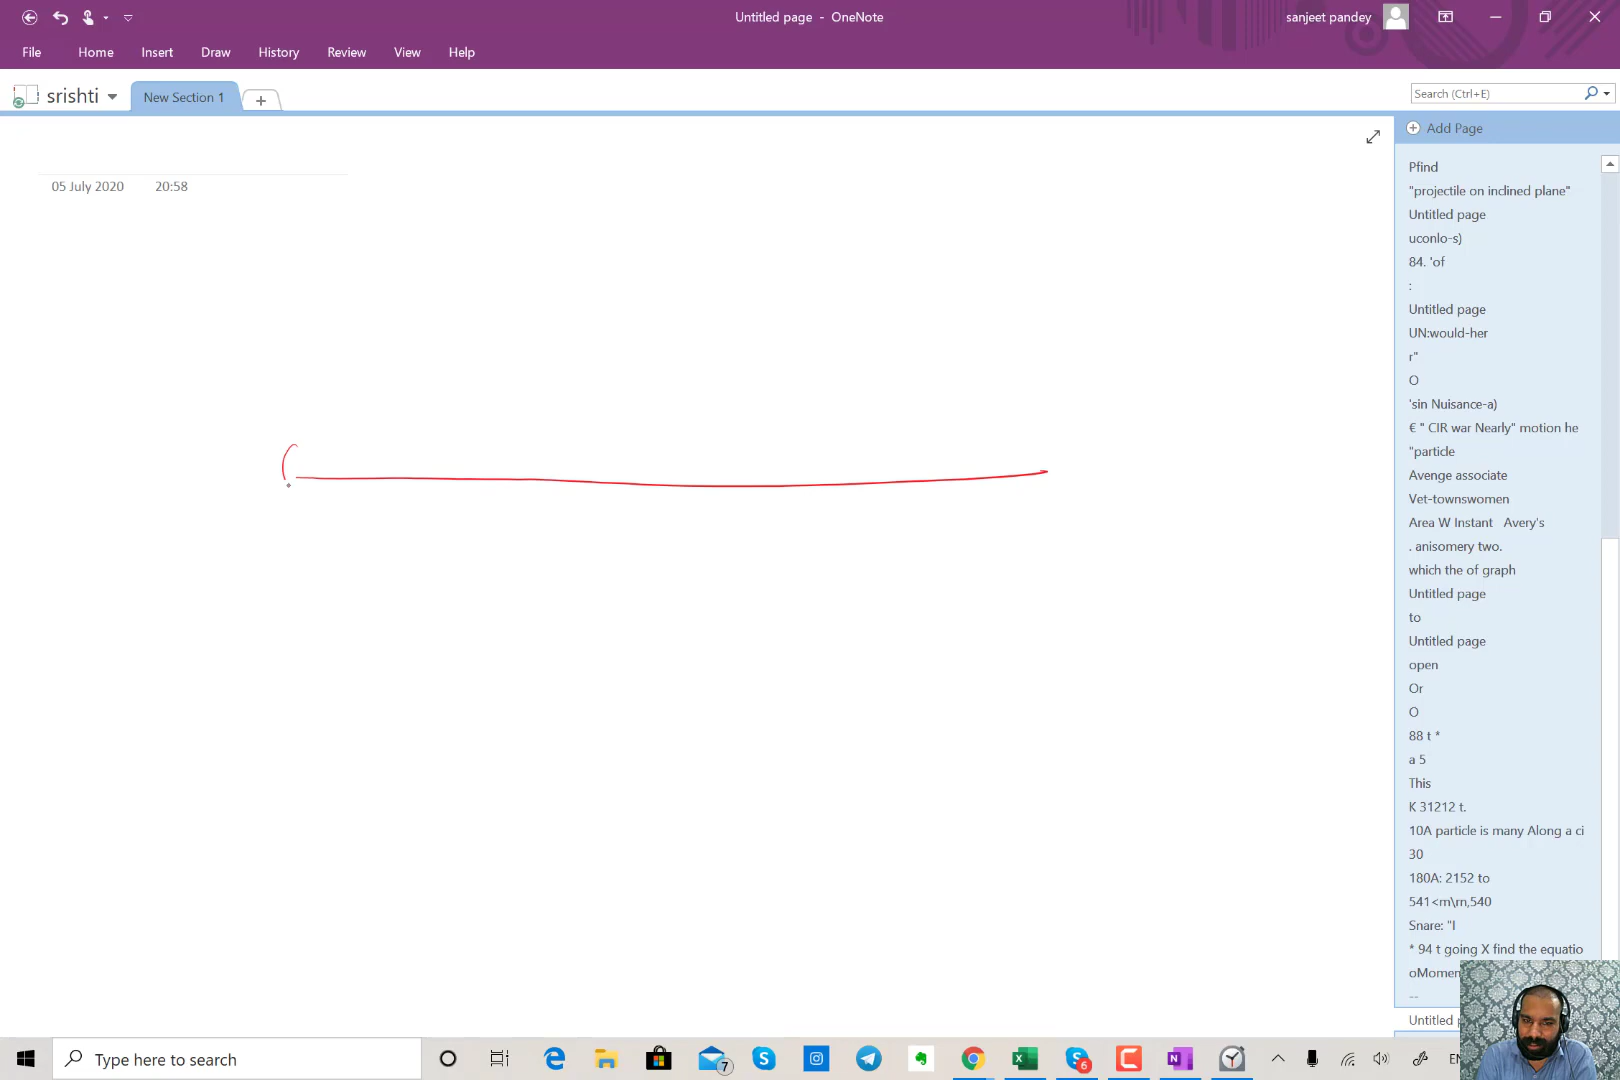 Untitled page - OneNote
sanjeet pandey
File Home Insert Draw History Review View Help
srishti
New Section 1
Search (Ctrl+E)
Add Page
05 July 2020 20:58
Pfind
"projectile on inclined plane"
Untitled page
uconlo-s)
84. 'of
:
Untitled page
UN:would-her
r"
O
'sin Nuisance-a)
€ " CIR war Nearly" motion he
"particle
Avenge associate
Vet-townswomen
Area W Instant Avery's
. anisomery two.
which the of graph
Untitled page
to
Untitled page
open
Or
O
88 t *
a 5
This
K 31212 t.
10A particle is many Along a ci
30
180A: 2152 to
541<m\rn,540
Snare: "I
* 94 t going X find the equatio
oMomen
--
Untitled p
Type here to search
7
6